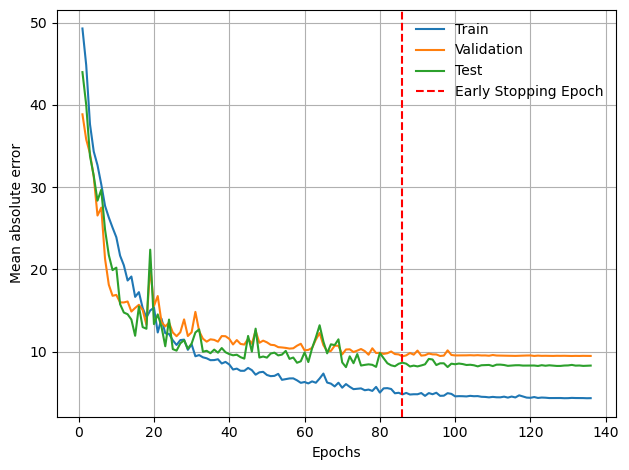 50
40
30
20
10
0
20
40
60
80
100
120
140
Mean absolute error
Epochs
Train
Validation
Test
Early Stopping Epoch